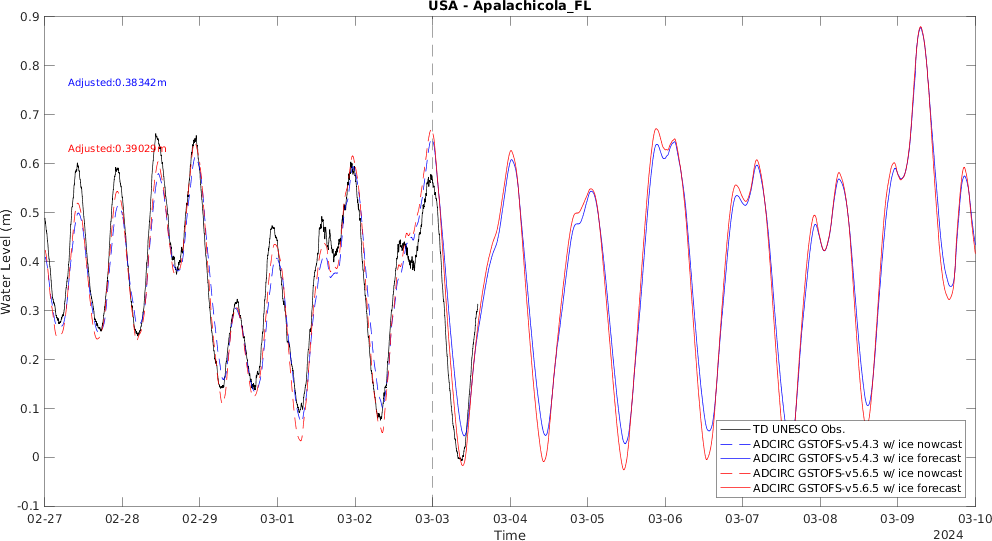 USA - Apalachicola_FL
0.9
0.8
0.7
0.6
0.5
0.4
0.3
0.2
0.1
0
-0.1
Water Level (m)
Adjusted:0.38342m
Adjusted:0.39029m
TD UNESCO Obs.
ADCIRC GSTOFS-v5.4.3 w/ ice nowcast
ADCIRC GSTOFS-v5.4.3 w/ ice forecast
ADCIRC GSTOFS-v5.6.5 w/ ice nowcast
ADCIRC GSTOFS-v5.6.5 w/ ice forecast
02-27 02-28 02-29 03-01 03-02 03-03 03-04 03-05 03-06 03-07 03-08 03-09 03-10
Time
2024